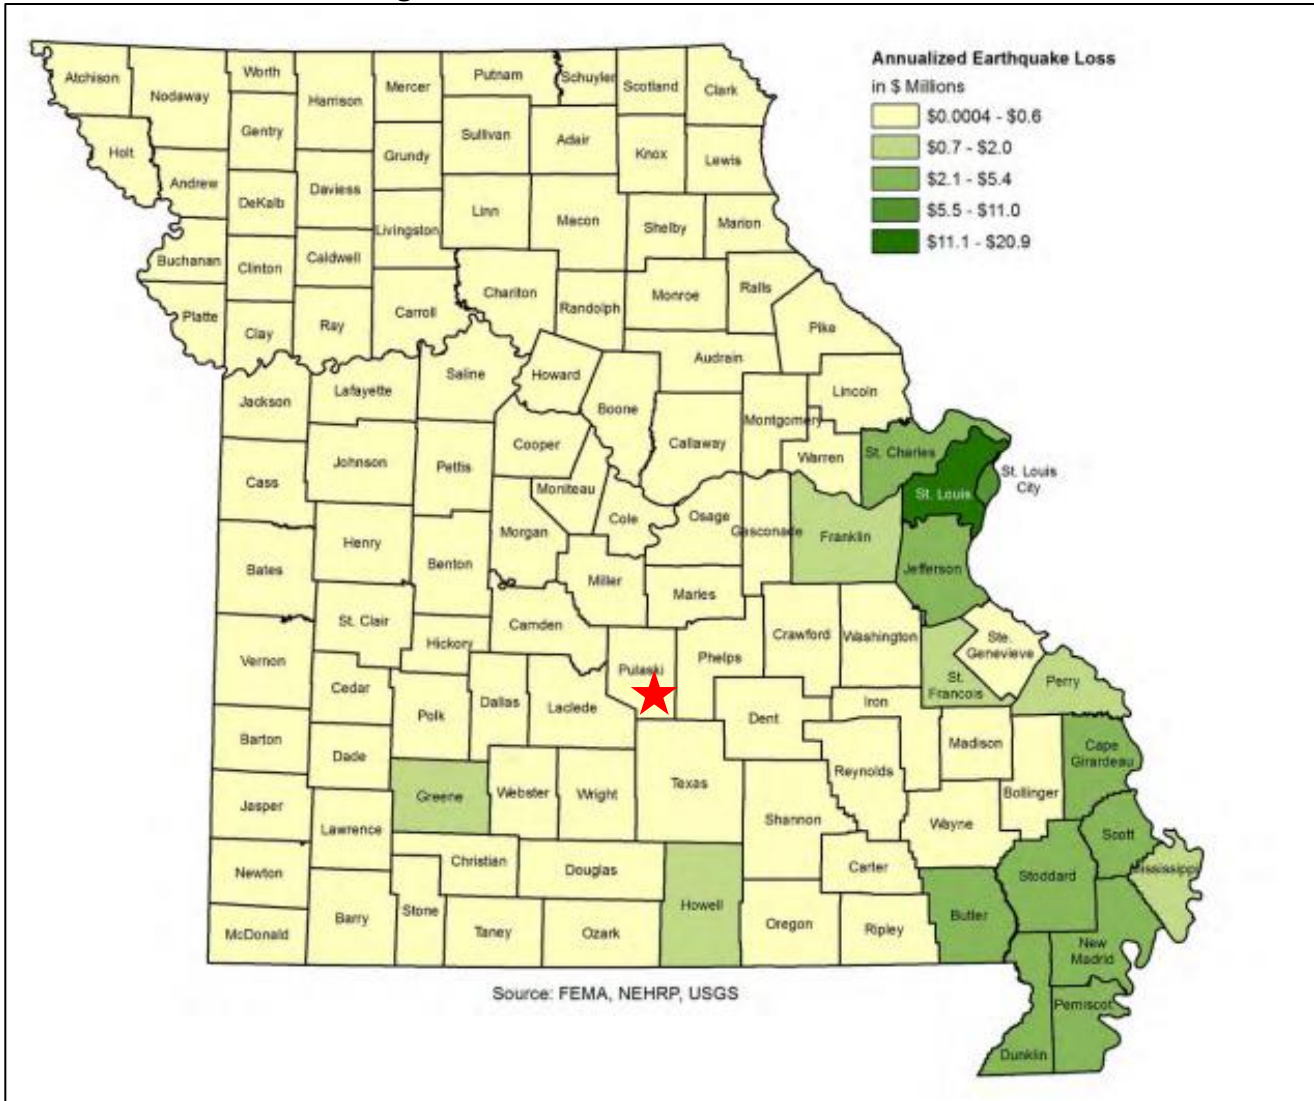 Annualized Earthquake Loss
in $ Millions
$0.0004 - $0.6
$0.7 - $2.0
$2.1 - $5.4
$5.5 - $11.0
$11.1 - $20.9
Atchison
Nodaway
Worth
Harrison
Mercer
Putnam
Schuyler
Scotland
Clark
Holt
Gentry
Sullivan
Adair
Knox
Lewis
Andrew
DeKalb
Daviess
Grundy
Linn
Macon
Shelby
Marion
Buchanan
Clinton
Caldwell
Livingston
Chariton
Randolph
Monroe
Ralls
Platte
Clay
Ray
Carroll
Pike
Audrain
Jackson
Lafayette
Saline
Howard
Boone
Callaway
Montgomery
Lincoln
Warren
St. Charles
St. Louis
St. Louis
City
Cass
Johnson
Pettis
Cooper
Moniteau
Cole
Osage
Gasconade
Franklin
Jefferson
Bates
Henry
Benton
Morgan
Miller
Maries
Vernon
St. Clair
Hickory
Camden
Pulaski
Phelps
Crawford
Washington
Ste.
Genevieve
St.
Francois
Perry
Cedar
Polk
Dallas
Laclede
Dent
Iron
Madison
Cape
Girardeau
Barton
Dade
Greene
Webster
Wright
Texas
Reynolds
Bollinger
Jasper
Lawrence
Shannon
Wayne
Scott
Mississippi
Newton
Christian
Douglas
Howell
Carter
Stoddard
Butler
McDonald
Barry
Stone
Taney
Ozark
Oregon
Ripley
New
Madrid
Pemiscot
Dunklin
Source: FEMA, NEHRP, USGS